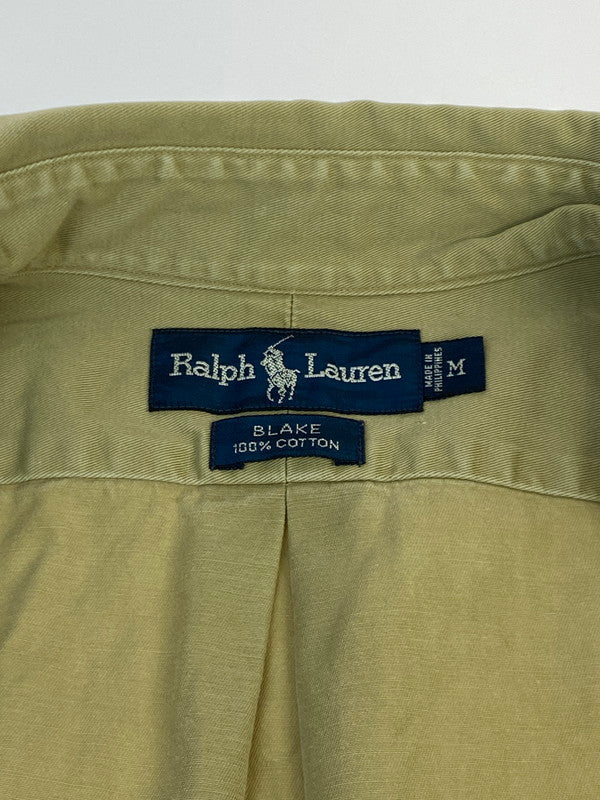 Ralph Lauren
MADE IN
PHILIPPINES
M
BLAKE
100% COTTON